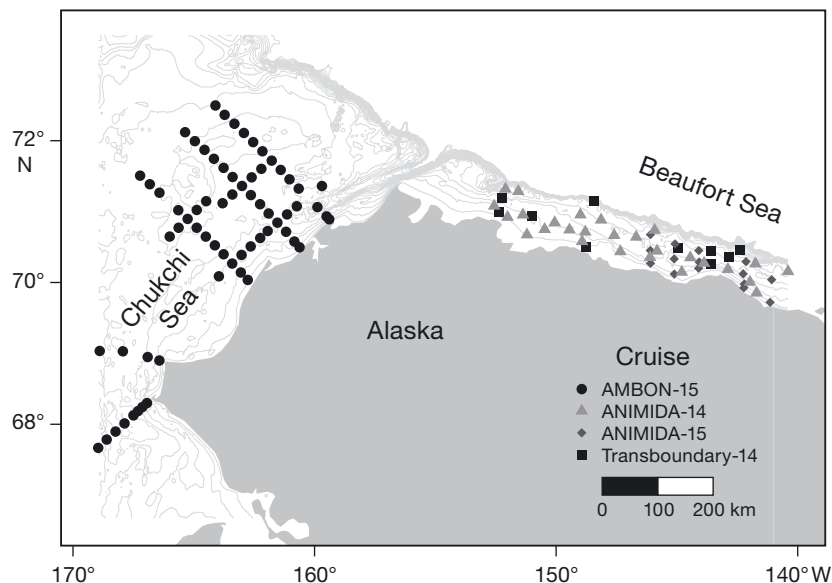 72°
N
70°
68°
Beaufort Sea
Chukchi
Sea
Alaska
Cruise
AMBON-15
ANIMIDA-14
ANIMIDA-15
Transboundary-14
0 100 200 km
170° 160° 150° 140° W